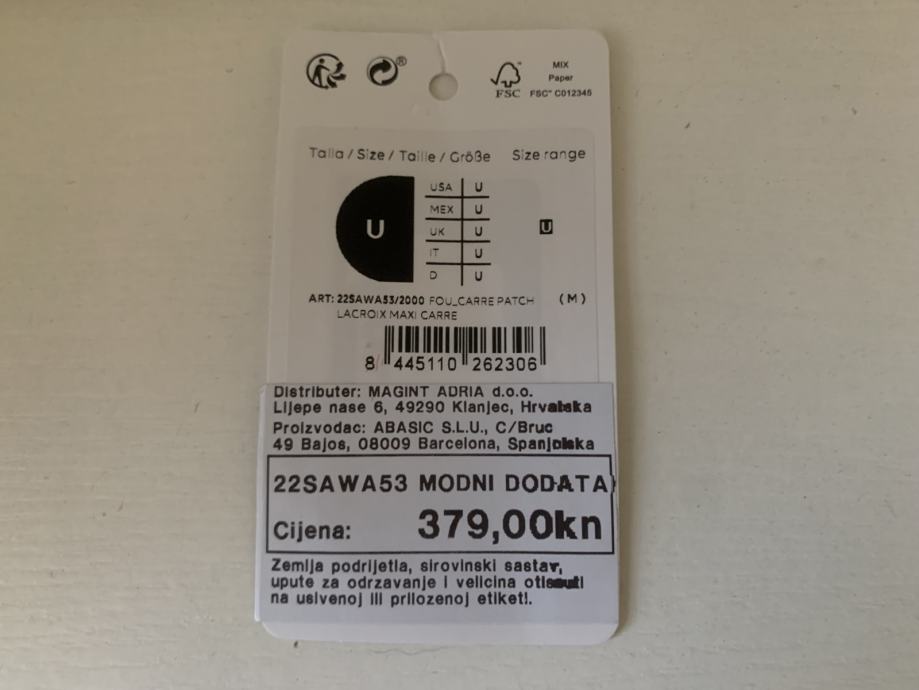 MIX
Paper
FSC™ C012345
FSC
Talla / Size / Taille / Größe Size range
U
USA U
MEX U
UK U
IT U
D U
U
ART: 22SAWA53/2000 FOU_CARRE PATCH (M)
LACROIX MAXI CARRE
8 445110 262306
Distributer: MAGINT ADRIA d.o.o.
Lijepe nase 6, 49290 Klanjec, Hrvatska
Proizvodac: ABASIC S.L.U., C/Bruc
49 Bajos, 08009 Barcelona, Spanjolska
22SAWA53 MODNI DODATA
Cijena: 379,00kn
Zemlja podrijetla, sirovinski sastav,
upute za odrzavanje i velicina otisnuti
na usivenoj ili prilozenoj etiketi.